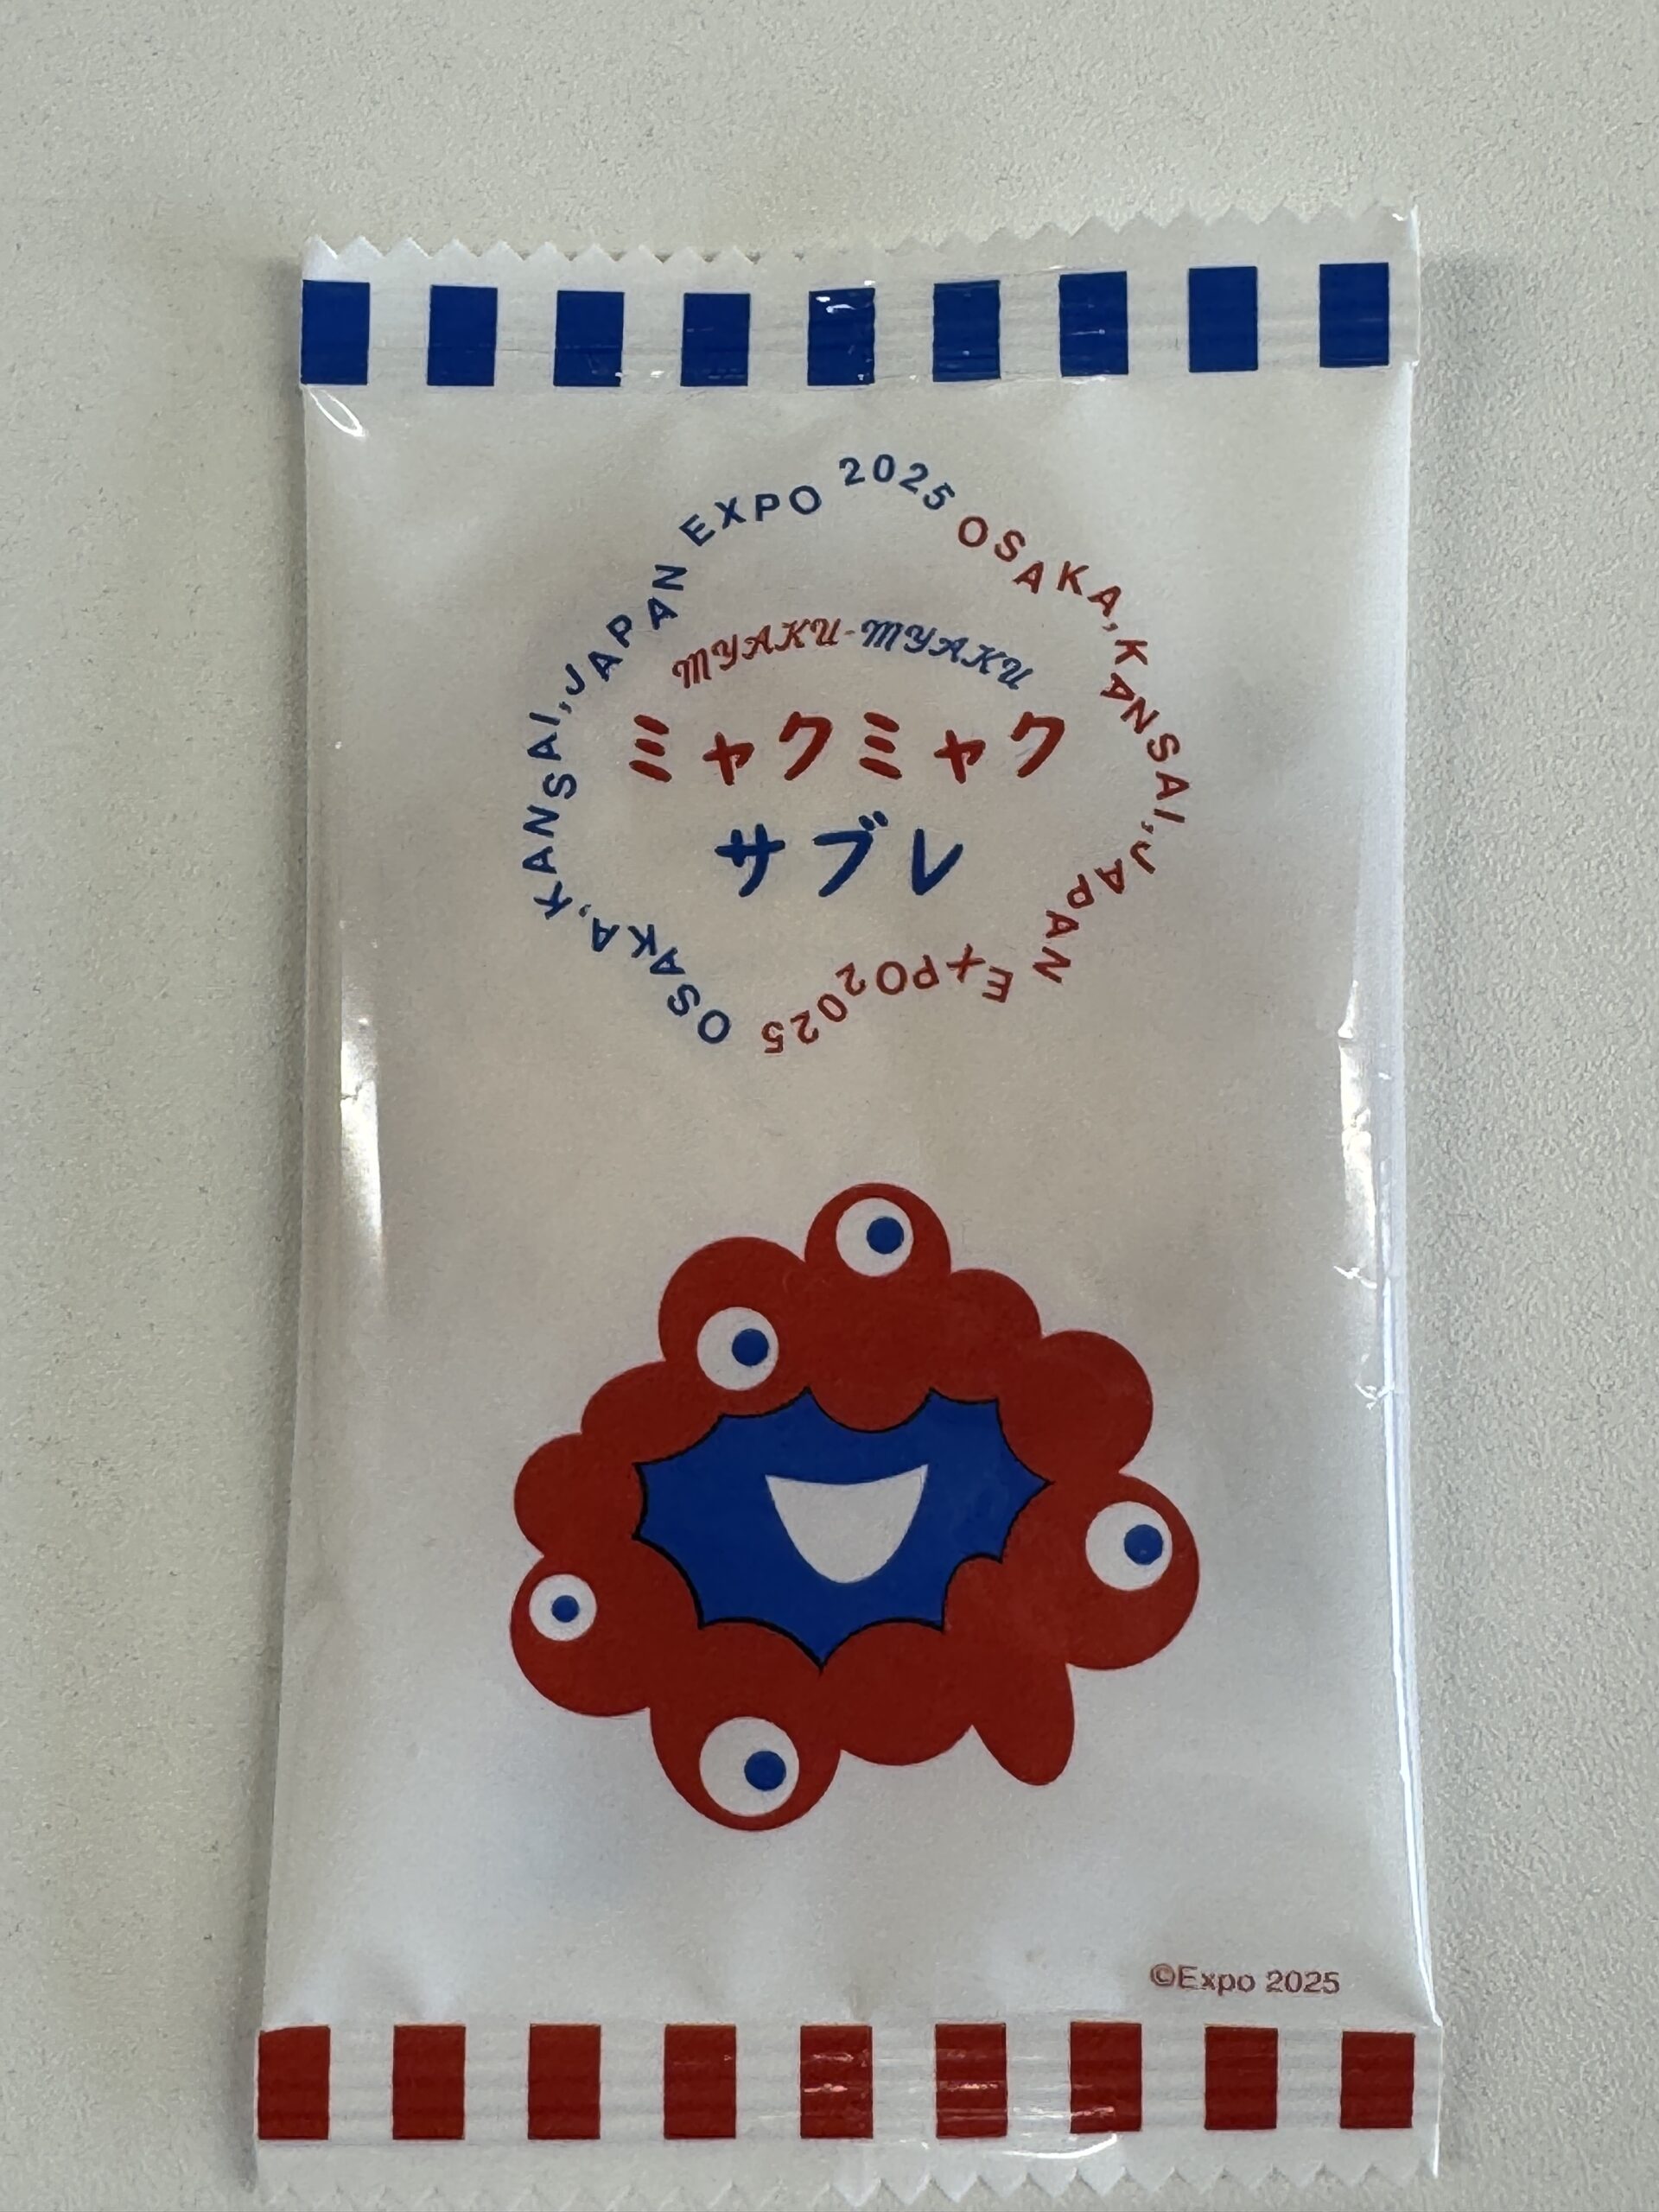 EXPO 2025 OSAKA, KANSAI, JAPAN EXPO2025 OSAKA, KANSAI, JAPAN
MYAKU-MYAKU
ミャクミャク
サブレ
©Expo 2025